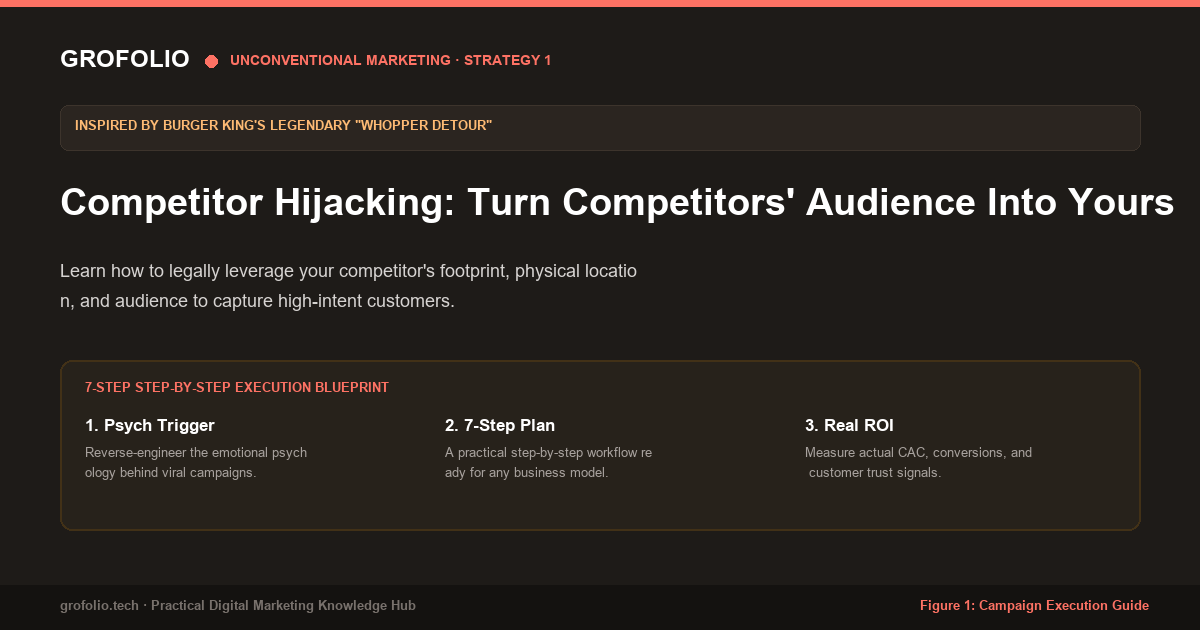 GROFOLIO
UNCONVENTIONAL MARKETING · STRATEGY 1
INSPIRED BY BURGER KING'S LEGENDARY "WHOPPER DETOUR"
Competitor Hijacking: Turn Competitors' Audience Into Yours
Learn how to legally leverage your competitor's footprint, physical locatio
n, and audience to capture high-intent customers.
7-STEP STEP-BY-STEP EXECUTION BLUEPRINT
1. Psych Trigger
Reverse-engineer the emotional psych
ology behind viral campaigns.
2. 7-Step Plan
A practical step-by-step workflow re
ady for any business model.
3. Real ROI
Measure actual CAC, conversions, and
customer trust signals.
grofolio.tech · Practical Digital Marketing Knowledge Hub
Figure 1: Campaign Execution Guide